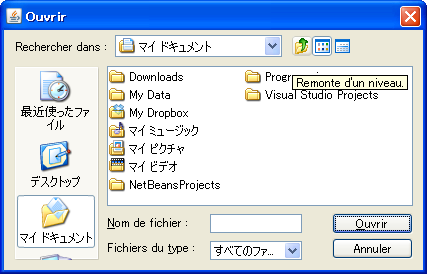 Ouvrir
Rechercher dans : マイ ドキュメント
最近使ったファ
イル
デスクトップ
マイ ドキュメント
Downloads
My Data
My Dropbox
マイ ミュージック
マイ ピクチャ
マイ ビデオ
NetBeansProjects
Remonte d'un niveau.
Visual Studio Projects
Nom de fichier : Ouvrir
Fichiers du type : すべてのファ... Annuler